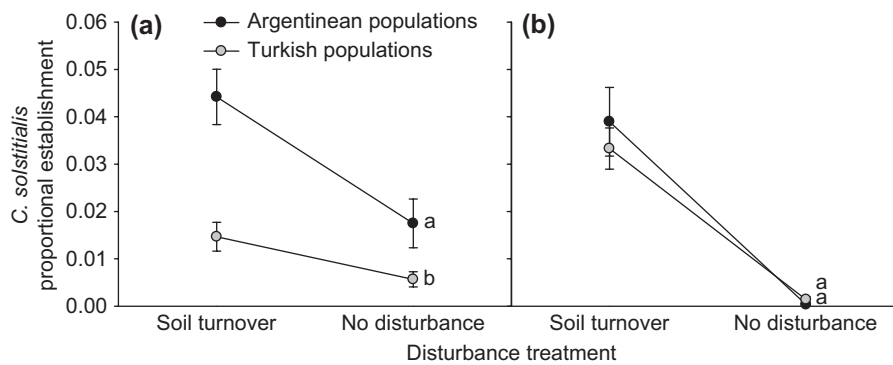 (a)
Argentinean populations
Turkish populations
(b)
C. solstitialis
proportional establishment
0.06
0.05
0.04
0.03
0.02
0.01
0.00
a
b
a
a
Soil turnover
No disturbance
Soil turnover
No disturbance
Disturbance treatment